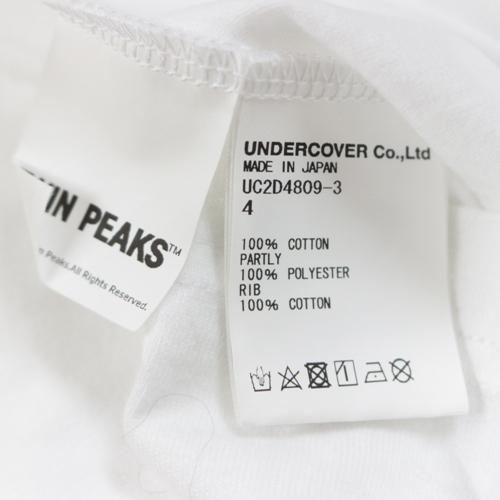 IN PEAKS™
Peaks. All Rights Reserved.
UNDERCOVER Co.,Ltd
MADE IN JAPAN
UC2D4809-3
4
100% COTTON
PARTLY
100% POLYESTER
RIB
100% COTTON